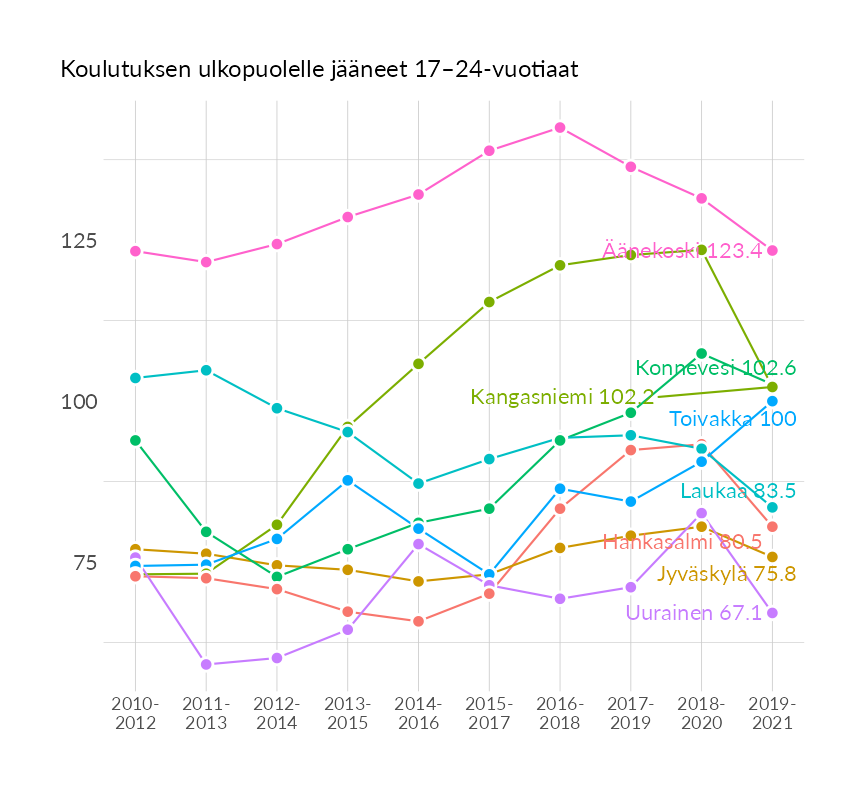 Koulutuksen ulkopuolelle jääneet 17–24-vuotiaat
125
100
75
Äänekoski 123.4
Konnevesi 102.6
Kangasniemi 102.2
Toivakka 100
Laukaa 83.5
Hankasalmi 80.5
Jyväskylä 75.8
Uurainen 67.1
2010- 2011- 2012- 2013- 2014- 2015- 2016- 2017- 2018- 2019-
2012 2013 2014 2015 2016 2017 2018 2019 2020 2021